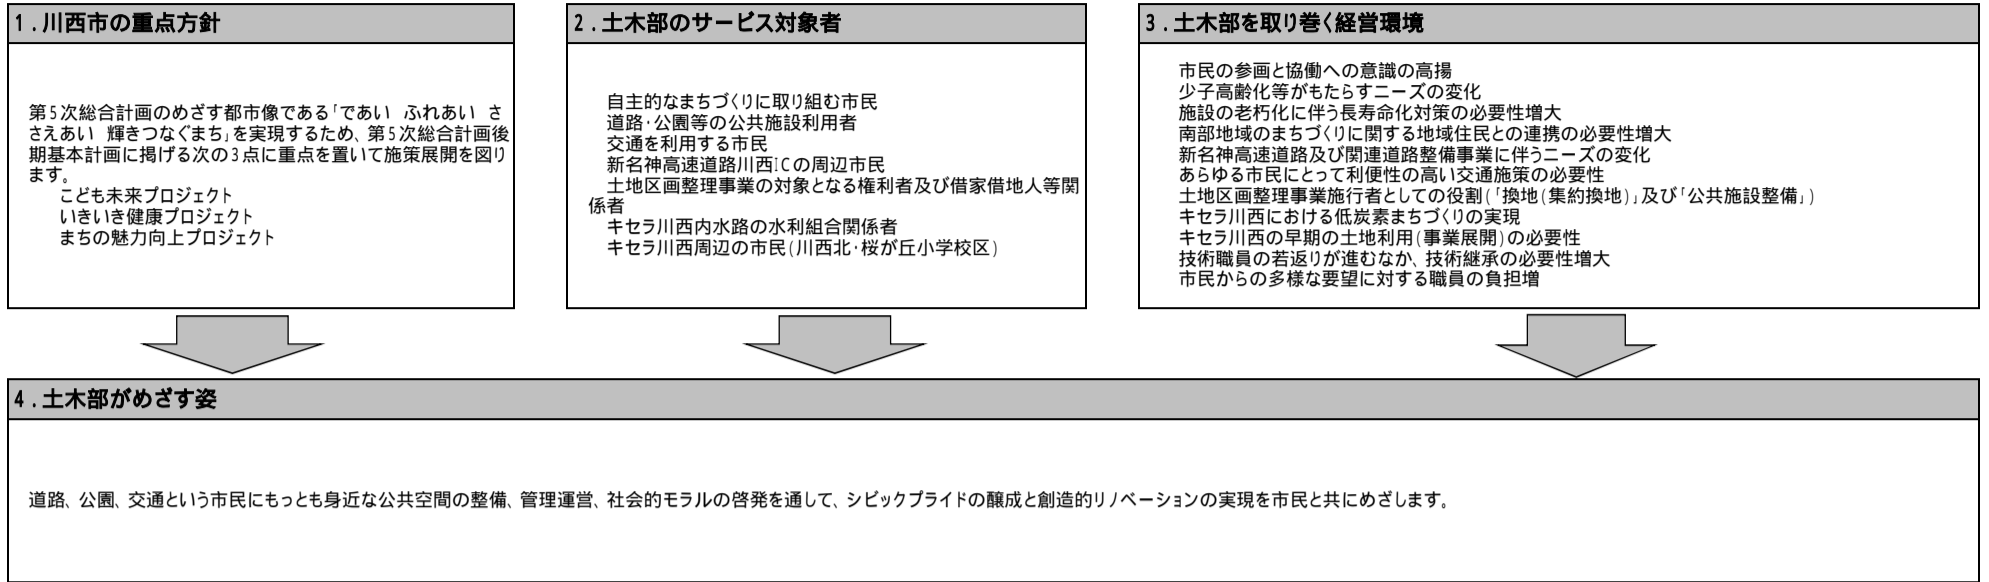 1．川西市の重点方針
第5次総合計画のめざす都市像である「であい　ふれあい　さ
さえあい　輝きつなぐまち」を実現するため、第5次総合計画後
期基本計画に掲げる次の3点に重点を置いて施策展開を図り
ます。
こども未来プロジェクト
いきいき健康プロジェクト
まちの魅力向上プロジェクト
2．土木部のサービス対象者
自主的なまちづくりに取り組む市民
道路・公園等の公共施設利用者
交通を利用する市民
新名神高速道路川西ICの周辺市民
土地区画整理事業の対象となる権利者及び借家借地人等関
係者
キセラ川西内水路の水利組合関係者
キセラ川西周辺の市民(川西北・桜が丘小学校区)
3．土木部を取り巻く経営環境
市民の参画と協働への意識の高揚
少子高齢化等がもたらすニーズの変化
施設の老朽化に伴う長寿命化対策の必要性増大
南部地域のまちづくりに関する地域住民との連携の必要性増大
新名神高速道路及び関連道路整備事業に伴うニーズの変化
あらゆる市民にとって利便性の高い交通施策の必要性
土地区画整理事業施行者としての役割(「換地(集約換地)」及び「公共施設整備」)
キセラ川西における低炭素まちづくりの実現
キセラ川西の早期の土地利用(事業展開)の必要性
技術職員の若返りが進むなか、技術継承の必要性増大
市民からの多様な要望に対する職員の負担増
4．土木部がめざす姿
道路、公園、交通という市民にもっとも身近な公共空間の整備、管理運営、社会的モラルの啓発を通して、シビックプライドの醸成と創造的リノベーションの実現を市民と共にめざします。